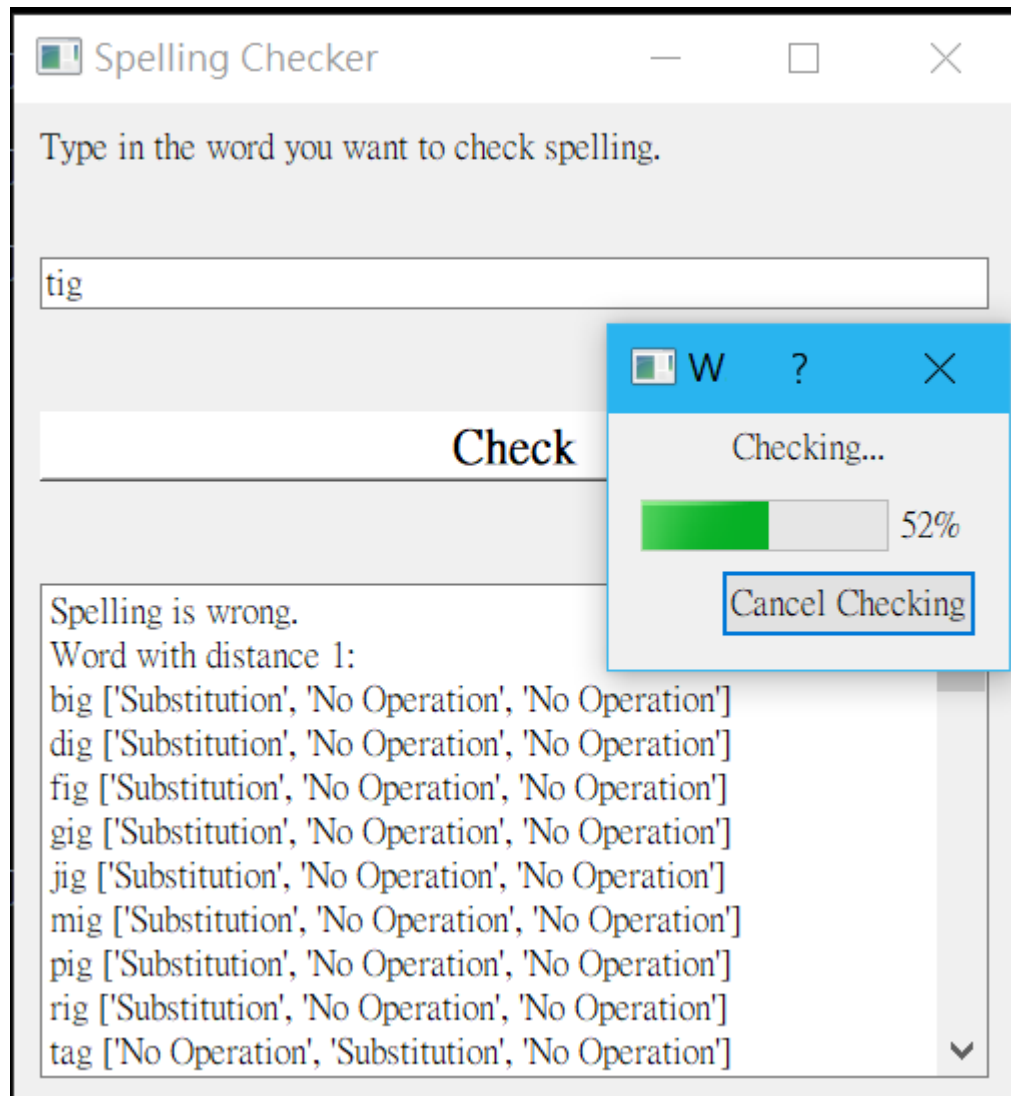 Spelling Checker
Type in the word you want to check spelling.
tig
W ?
Check
Checking...
52%
Cancel Checking
Spelling is wrong.
Word with distance 1:
big ['Substitution', 'No Operation', 'No Operation']
dig ['Substitution', 'No Operation', 'No Operation']
fig ['Substitution', 'No Operation', 'No Operation']
gig ['Substitution', 'No Operation', 'No Operation']
jig ['Substitution', 'No Operation', 'No Operation']
mig ['Substitution', 'No Operation', 'No Operation']
pig ['Substitution', 'No Operation', 'No Operation']
rig ['Substitution', 'No Operation', 'No Operation']
tag ['No Operation', 'Substitution', 'No Operation']